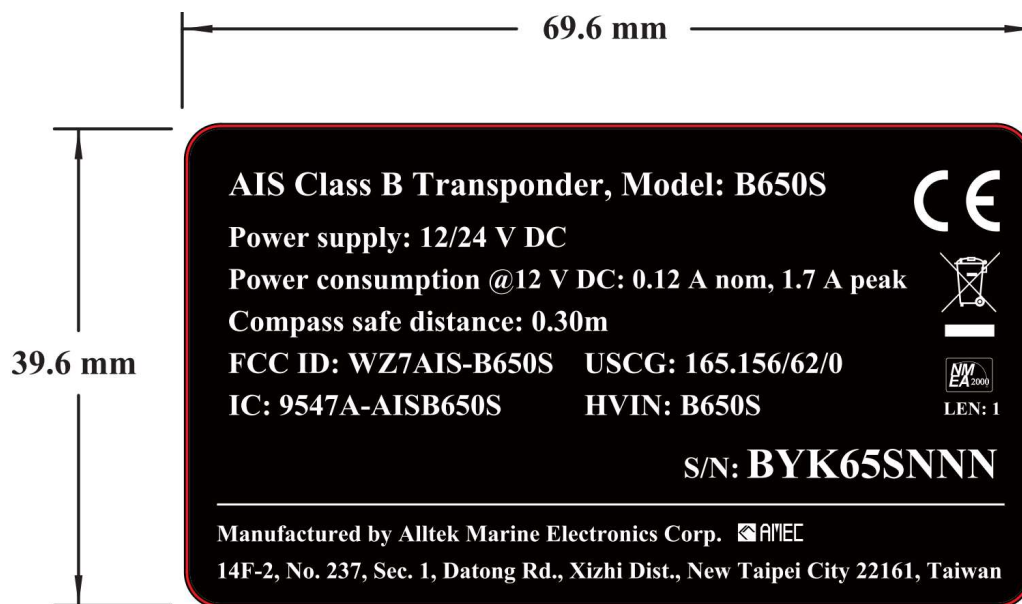 69.6 mm
39.6 mm
AIS Class B Transponder, Model: B650S
CE
Power supply: 12/24 V DC
Power consumption @12 V DC: 0.12 A nom, 1.7 A peak
Compass safe distance: 0.30m
FCC ID: WZ7AIS-B650S USCG: 165.156/62/0
NMEA 2000
IC: 9547A-AISB650S HVIN: B650S
LEN: 1
S/N: BYK65SNNN
Manufactured by Alltek Marine Electronics Corp. AMEC
14F-2, No. 237, Sec. 1, Datong Rd., Xizhi Dist., New Taipei City 22161, Taiwan